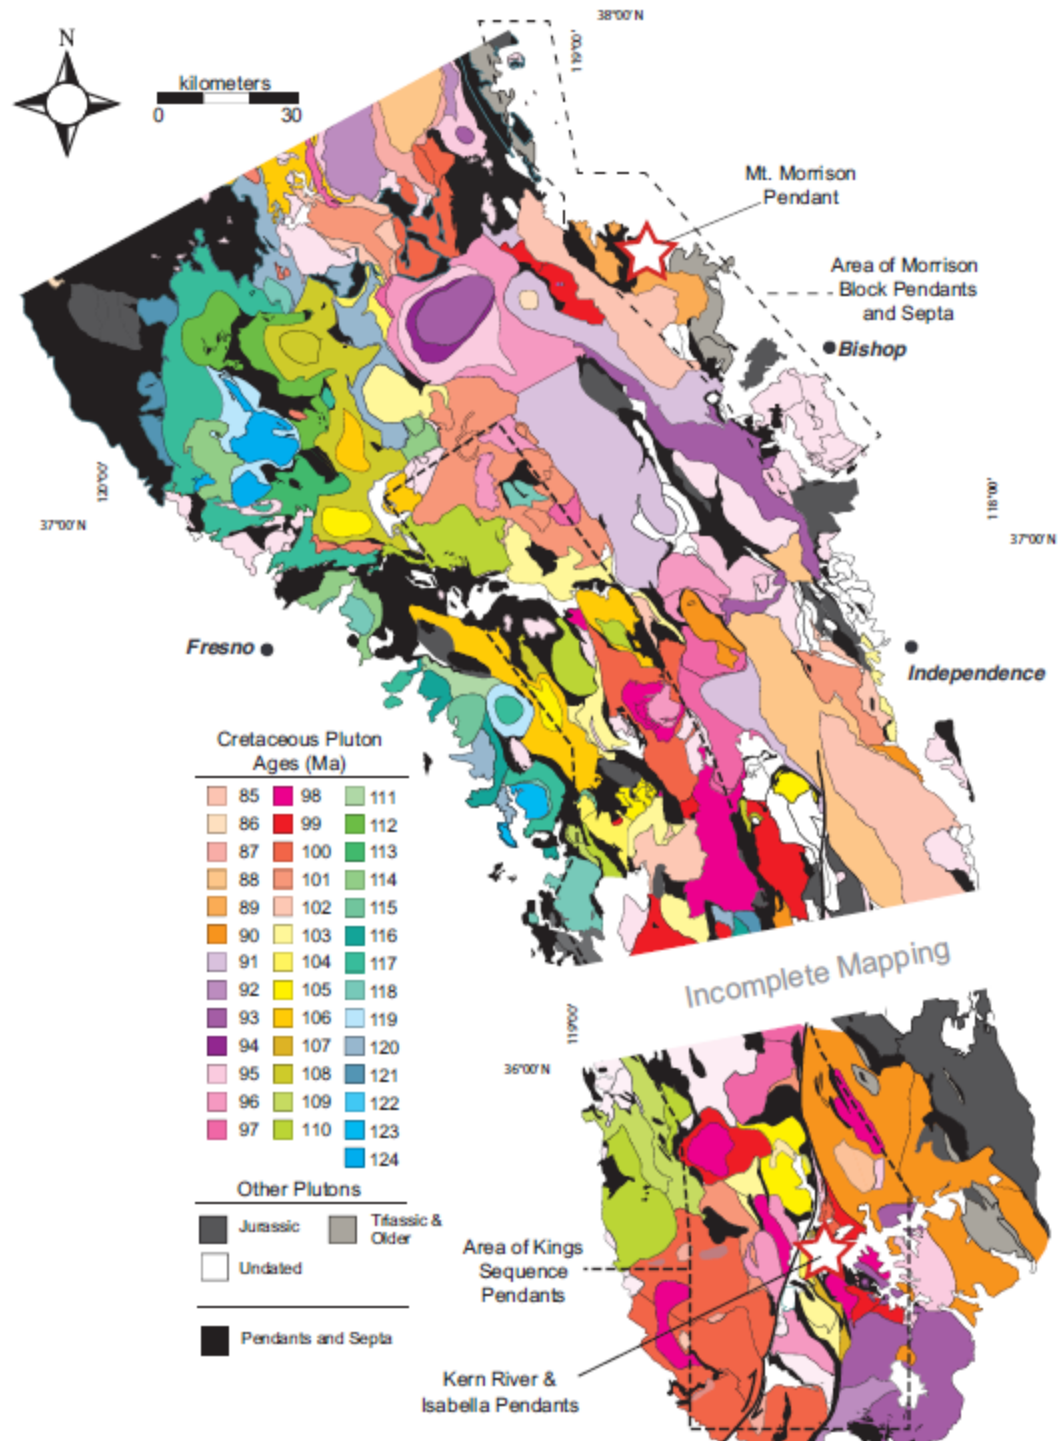 38°00' N
N
119°00'
kilometers
0 30
Mt. Morrison
Pendant
Area of Morrison
Block Pendants
and Septa
Bishop
120°00'
118°00'
37°00' N
37°00' N
Fresno
Independence
Cretaceous Pluton
Ages (Ma)
85 98 111
86 99 112
87 100 113
88 101 114
89 102 115
90 103 116
91 104 117
92 105 118
93 106 119
94 107 120
95 108 121
96 109 122
97 110 123
124
Incomplete Mapping
119°00'
36°00' N
Other Plutons
Jurassic
Triassic &
Older
Undated
Pendants and Septa
Area of Kings
Sequence
Pendants
Kern River &
Isabella Pendants